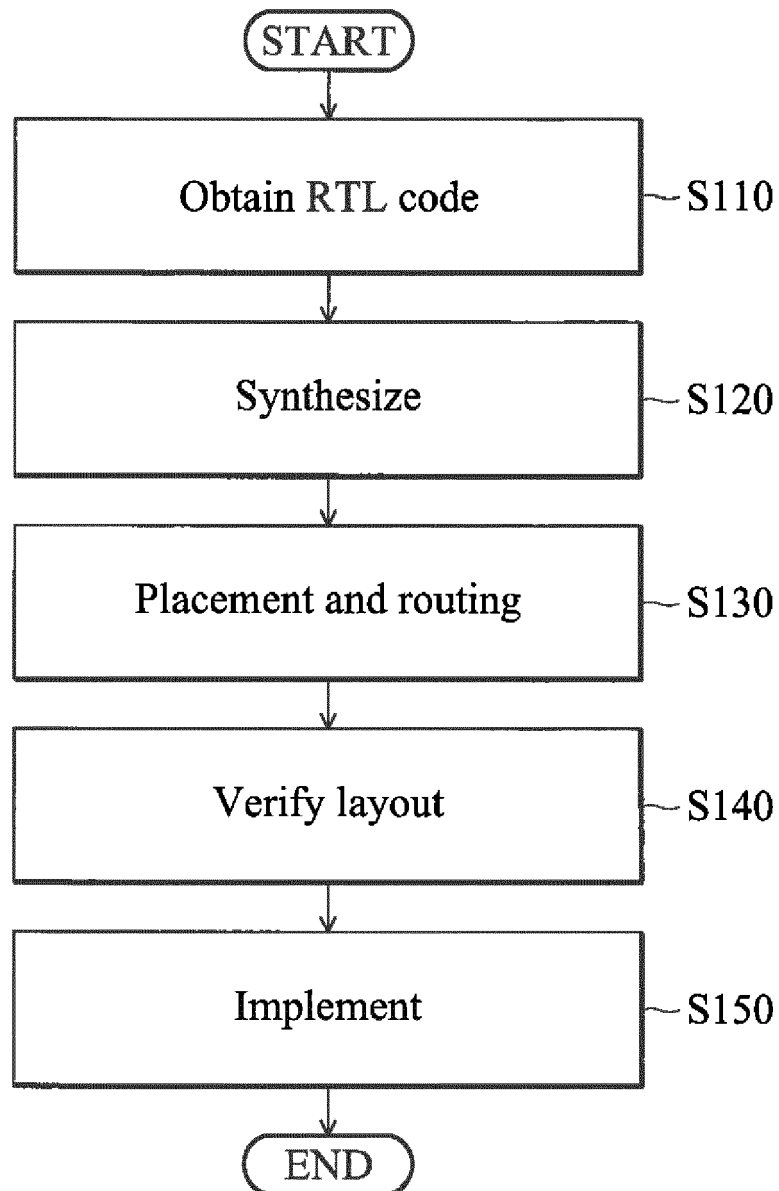 START
Obtain RTL code
S110
Synthesize
S120
Placement and routing
S130
Verify layout
S140
Implement
S150
END